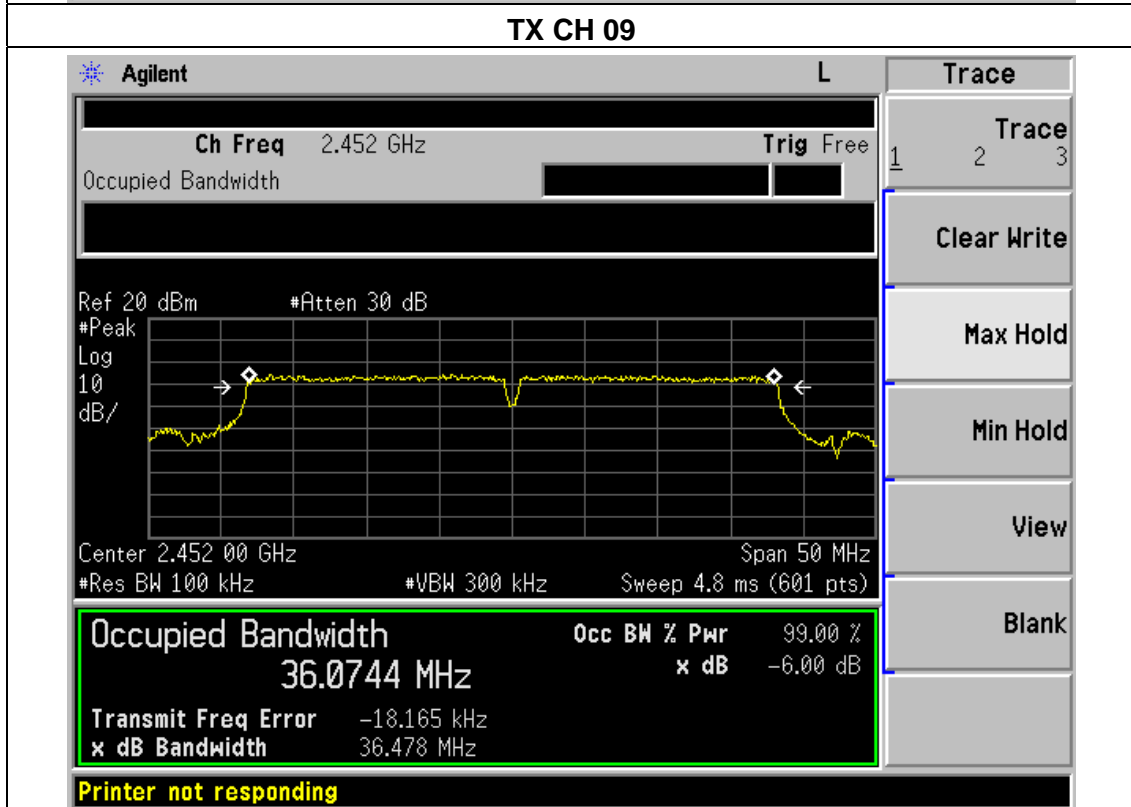 TX CH 09
Agilent L Trace
Ch Freq 2.452 GHz Trig Free
Occupied Bandwidth
Trace
1 2 3
Clear Write
Max Hold
Min Hold
View
Blank
Ref 20 dBm #Atten 30 dB
#Peak
Log
10
dB/
Center 2.452 00 GHz Span 50 MHz
#Res BW 100 kHz #VBW 300 kHz Sweep 4.8 ms (601 pts)
Occupied Bandwidth Occ BW % Pwr 99.00 %
36.0744 MHz x dB -6.00 dB
Transmit Freq Error -18.165 kHz
x dB Bandwidth 36.478 MHz
Printer not responding